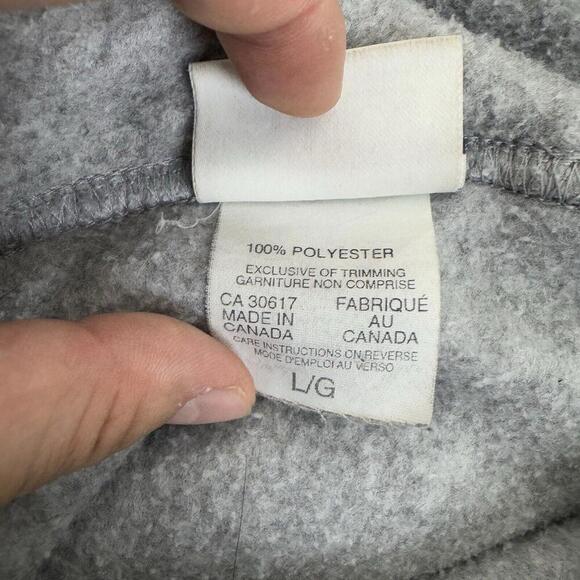 100% POLYESTER
EXCLUSIVE OF TRIMMING
GARNITURE NON COMPRISE
CA 30617 FABRIQUÉ
MADE IN AU
CANADA CANADA
CARE INSTRUCTIONS ON REVERSE
MODE D'EMPLOI AU VERSO
L/G